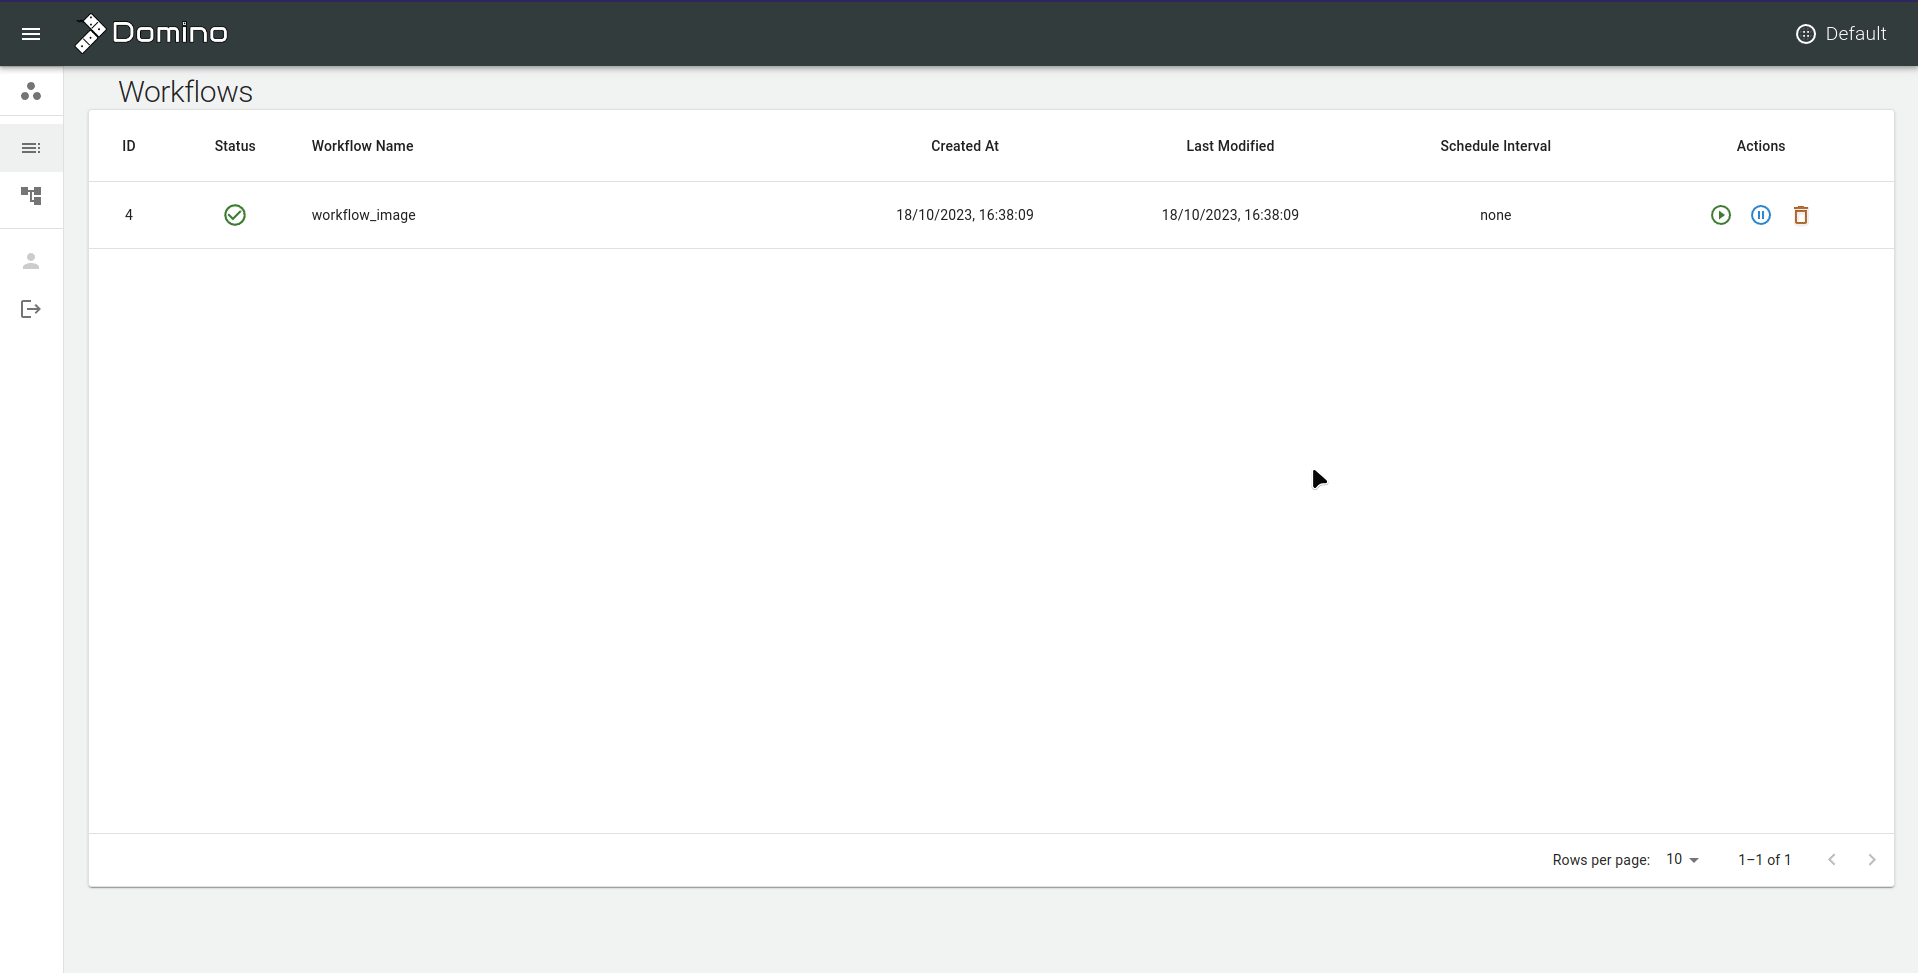 Domino
Default
Workflows
ID Status Workflow Name Created At Last Modified Schedule Interval Actions
4 workflow_image 18/10/2023, 16:38:09 18/10/2023, 16:38:09 none
Rows per page: 10 1–1 of 1